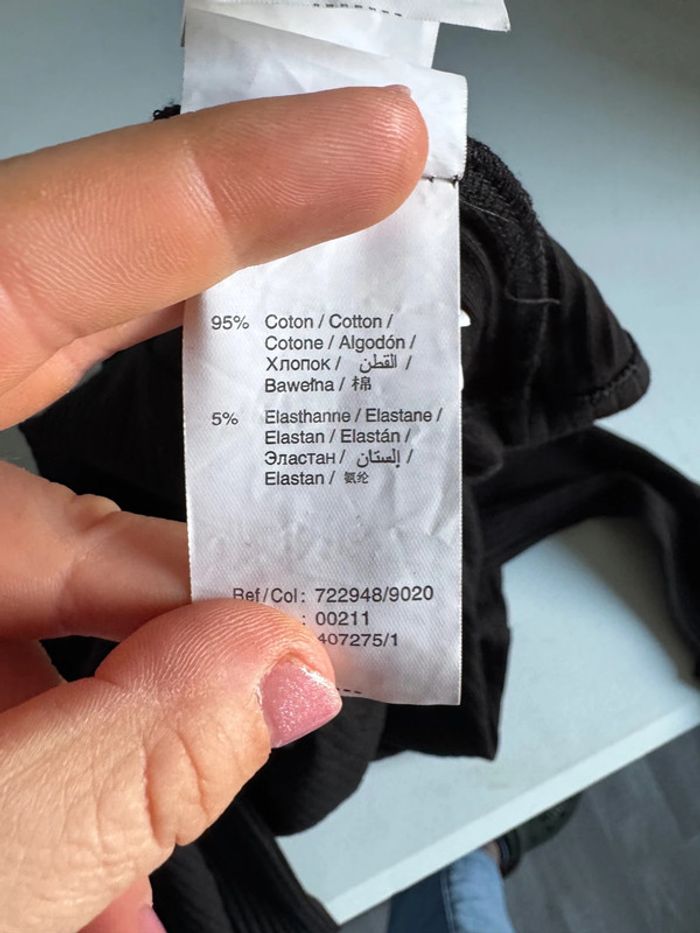 95% Coton / Cotton /
Cotone / Algodón /
Хлопок / القطن /
Bawełna / 棉
5% Elasthanne / Elastane /
Elastan / Elastán /
Эластан / إلستان /
Elastan / 氨纶
Ref/Col: 722948/9020
: 00211
407275/1